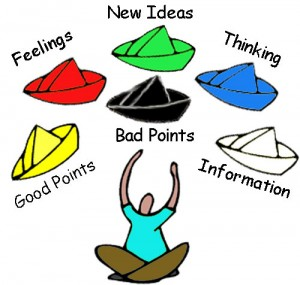 New Ideas
Feelings
Thinking
Bad Points
Good Points
Information